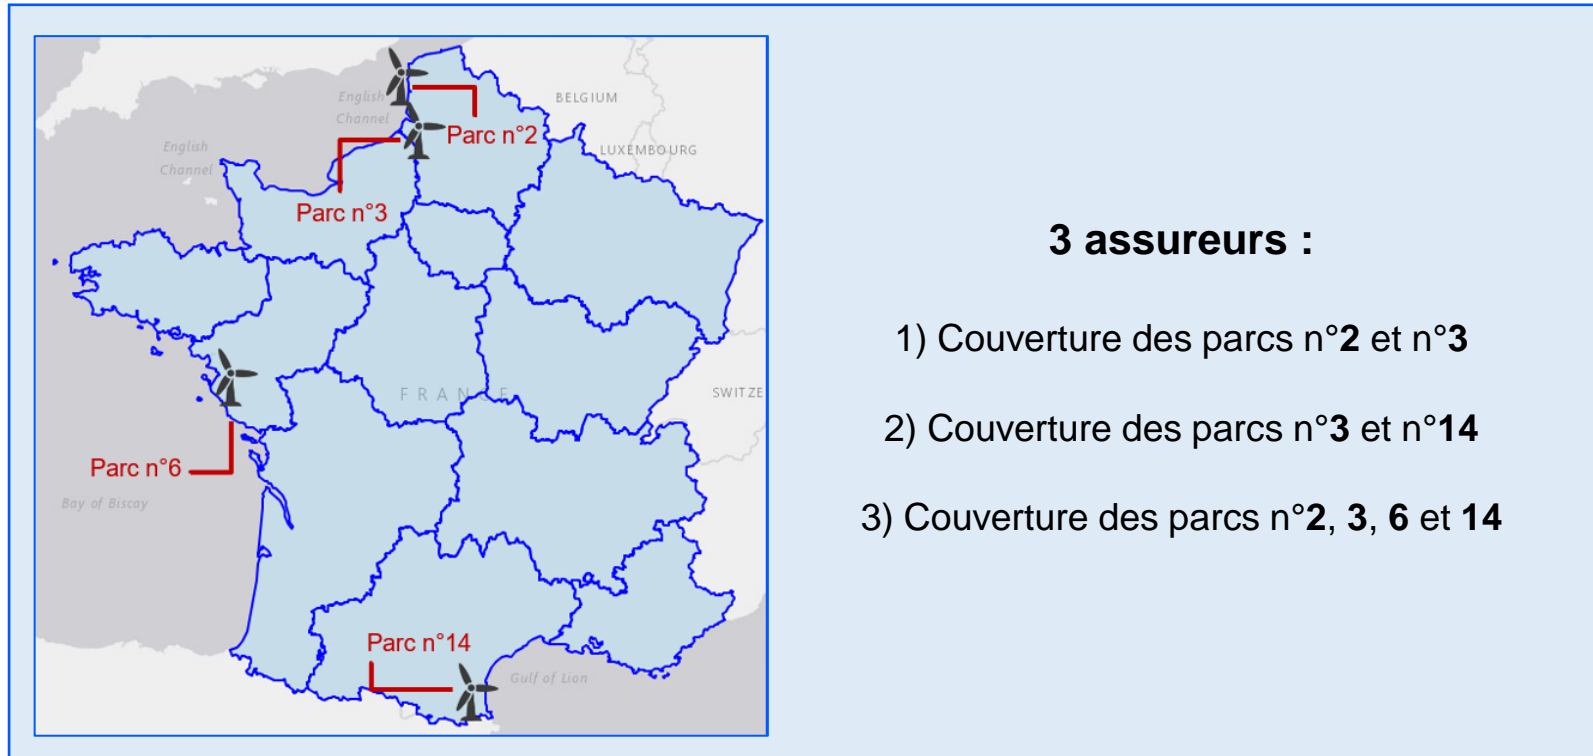 English
Channel
BELGIUM
Parc n°2
English
Channel
LUXEMBOURG
Parc n°3
3 assureurs :
1) Couverture des parcs n°2 et n°3
FRANCE
SWITZE
2) Couverture des parcs n°3 et n°14
Parc n°6
Bay of Biscay
3) Couverture des parcs n°2, 3, 6 et 14
Parc n°14
Gulf of Lion